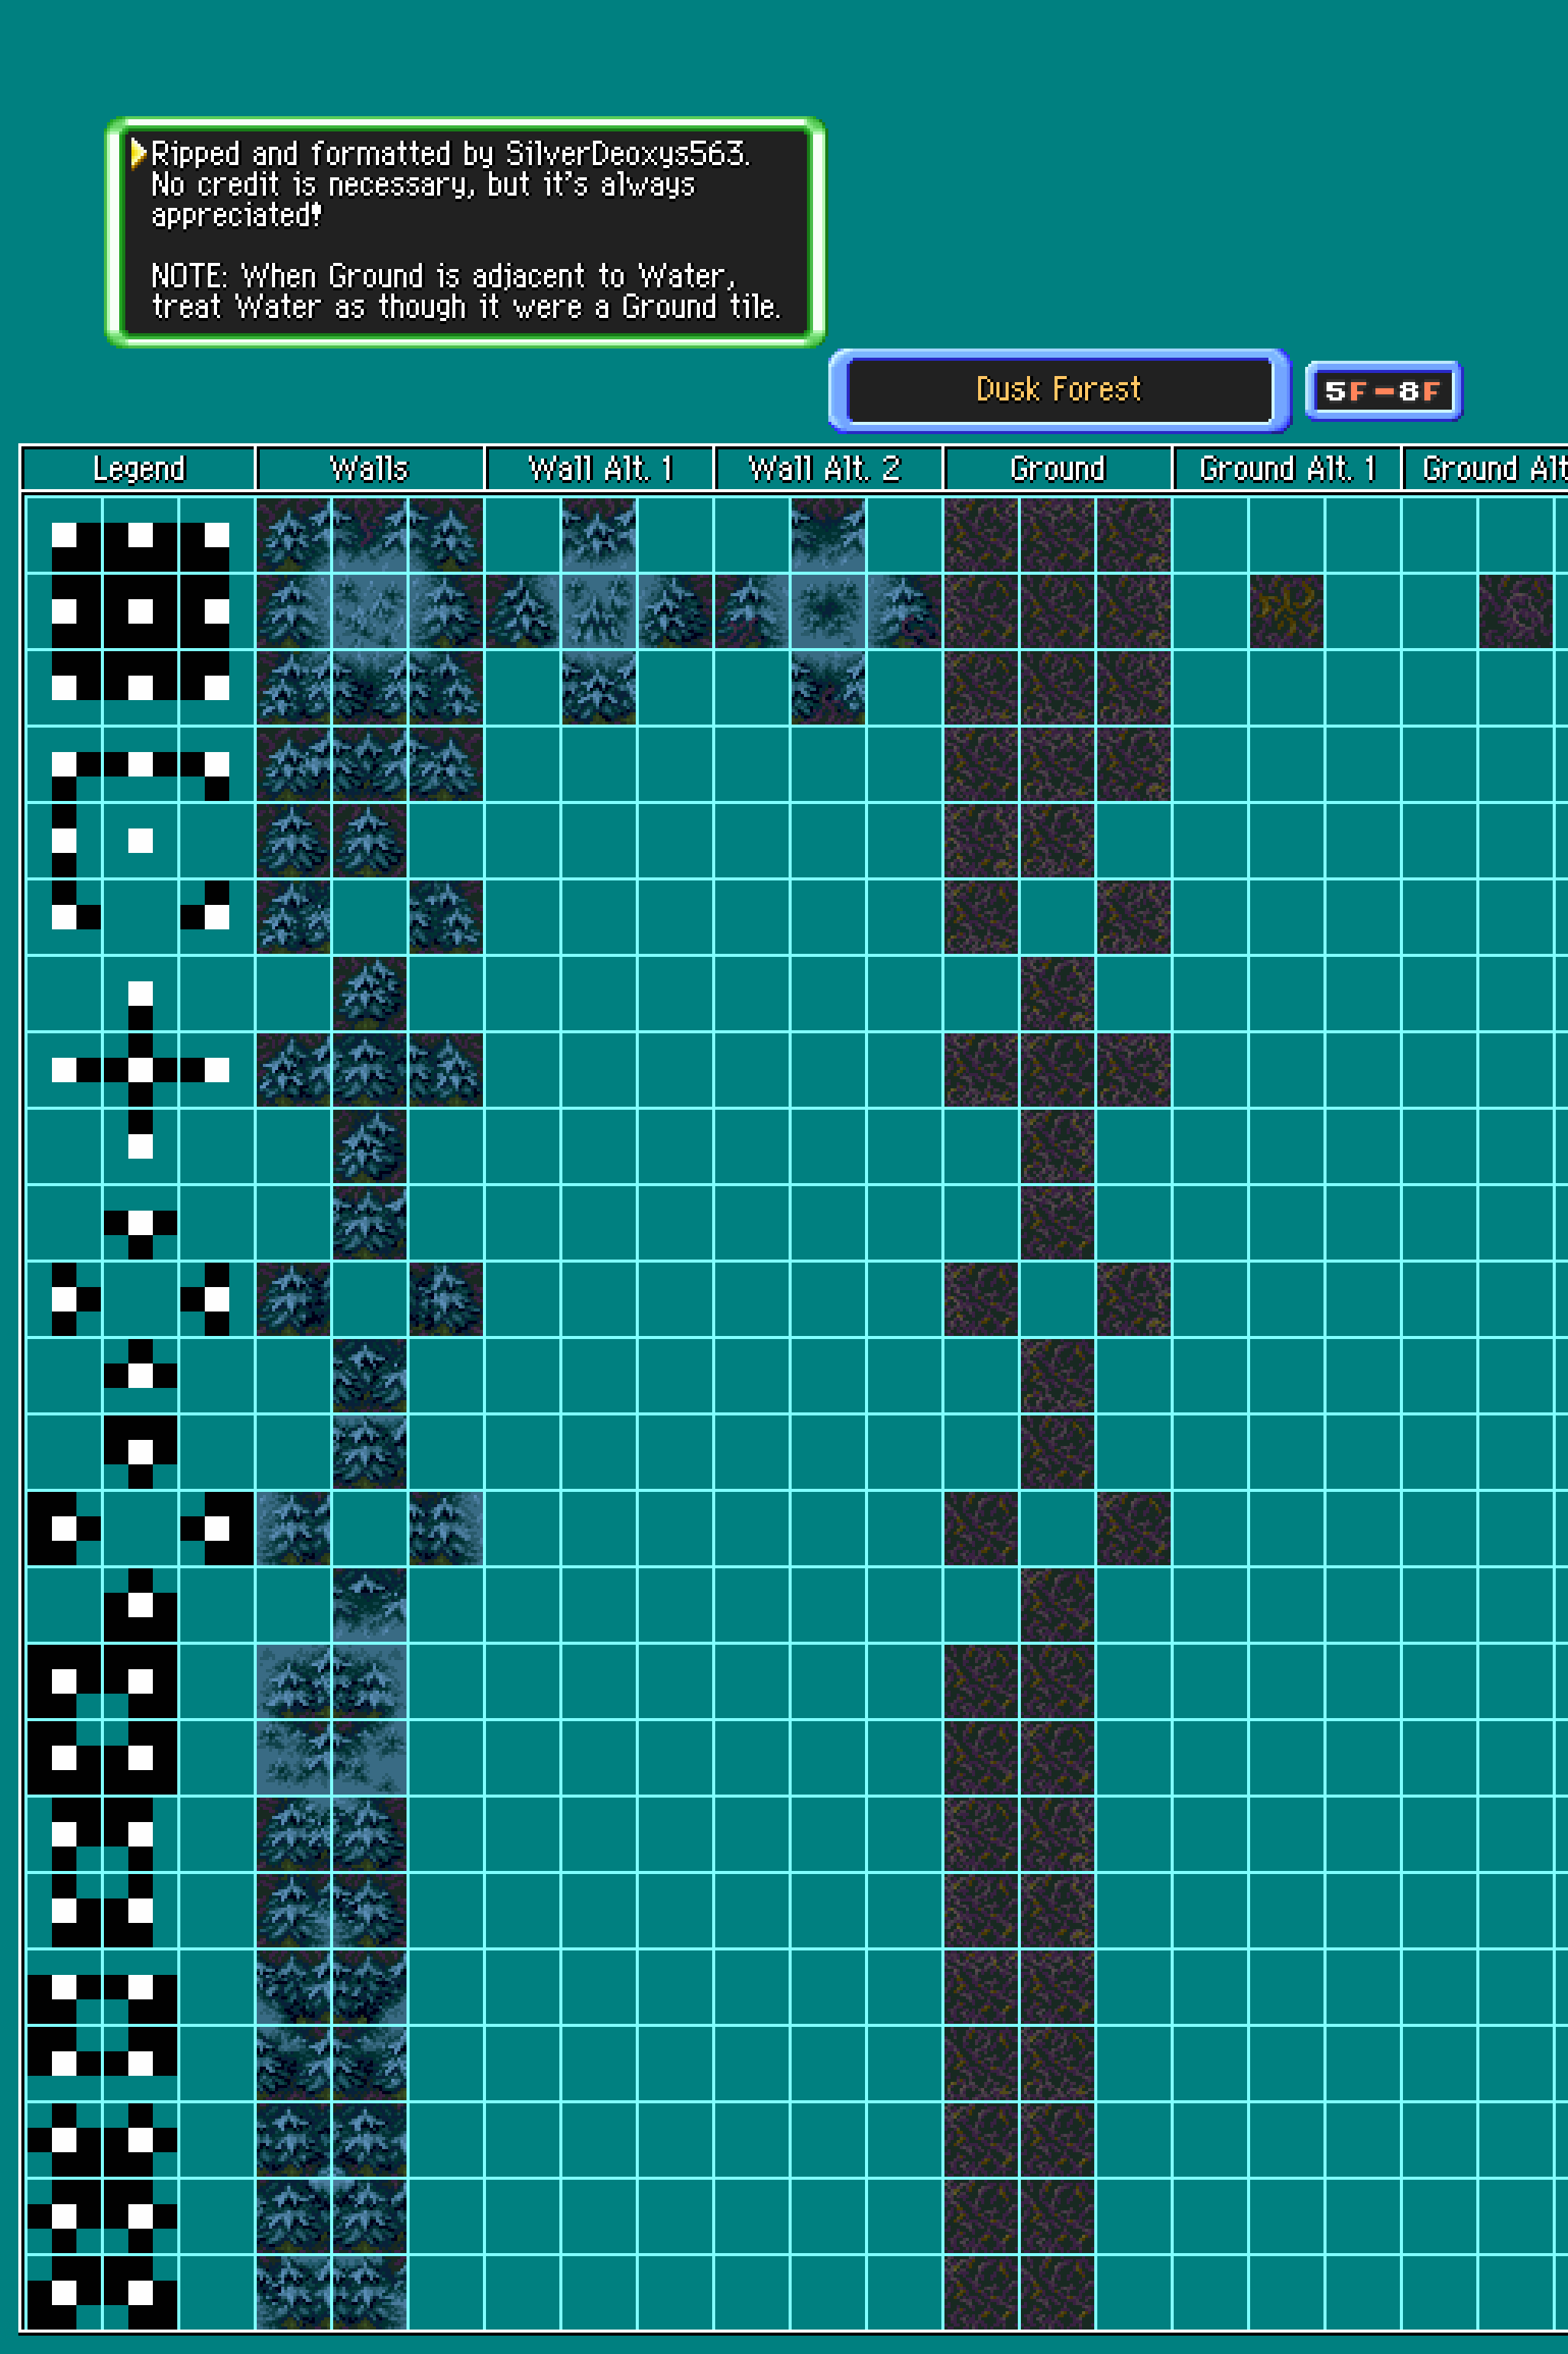 Ripped and formatted by SilverDeoxys563.
No credit is necessary, but it's always
appreciated!
NOTE: When Ground is adjacent to Water,
treat Water as though it were a Ground tile.
Dusk Forest
5F-8F
Legend Walls Wall Alt. 1 Wall Alt. 2 Ground Ground Alt. 1 Ground Alt